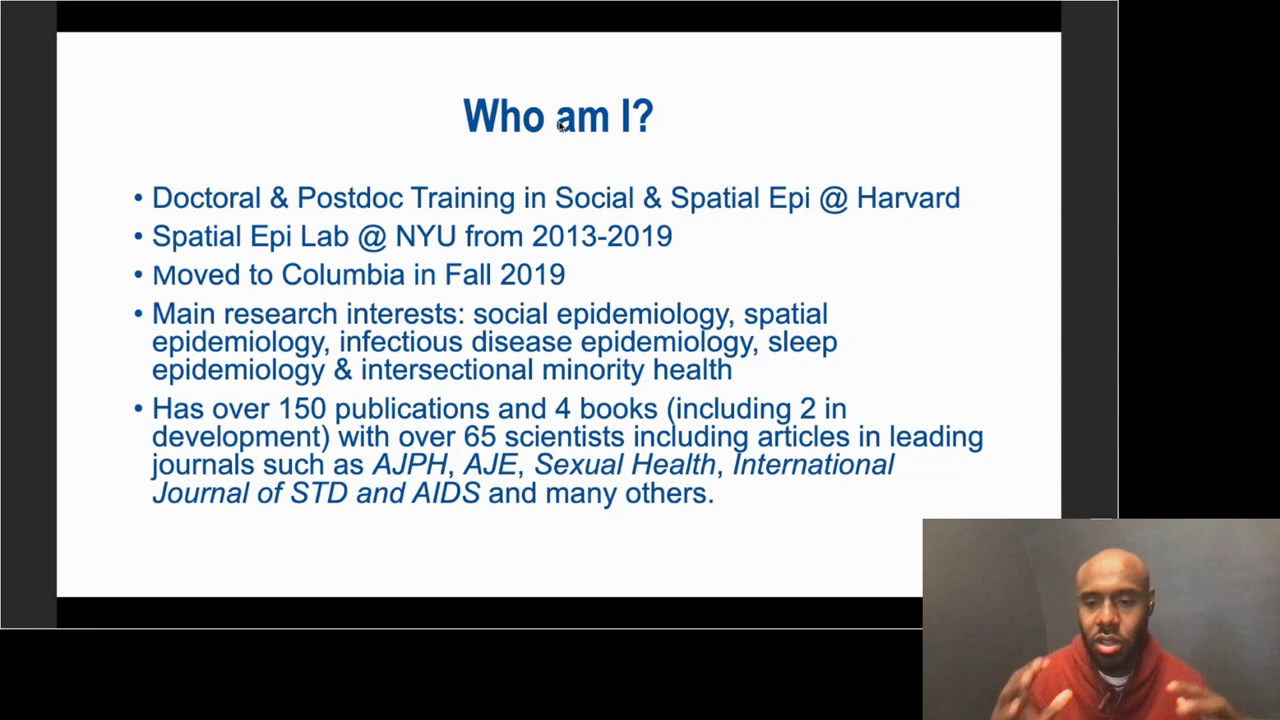 Who am I?
• Doctoral & Postdoc Training in Social & Spatial Epi @ Harvard
• Spatial Epi Lab @ NYU from 2013-2019
• Moved to Columbia in Fall 2019
• Main research interests: social epidemiology, spatial
epidemiology, infectious disease epidemiology, sleep
epidemiology & intersectional minority health
• Has over 150 publications and 4 books (including 2 in
development) with over 65 scientists including articles in leading
journals such as AJPH, AJE, Sexual Health, International
Journal of STD and AIDS and many others.